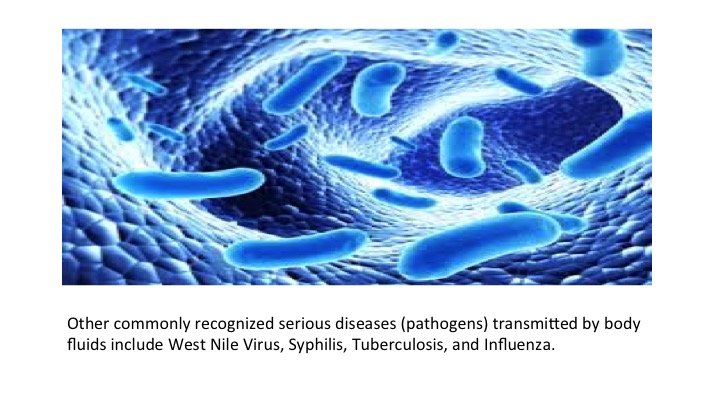 Other commonly recognized serious diseases (pathogens) transmitted by body
fluids include West Nile Virus, Syphilis, Tuberculosis, and Influenza.